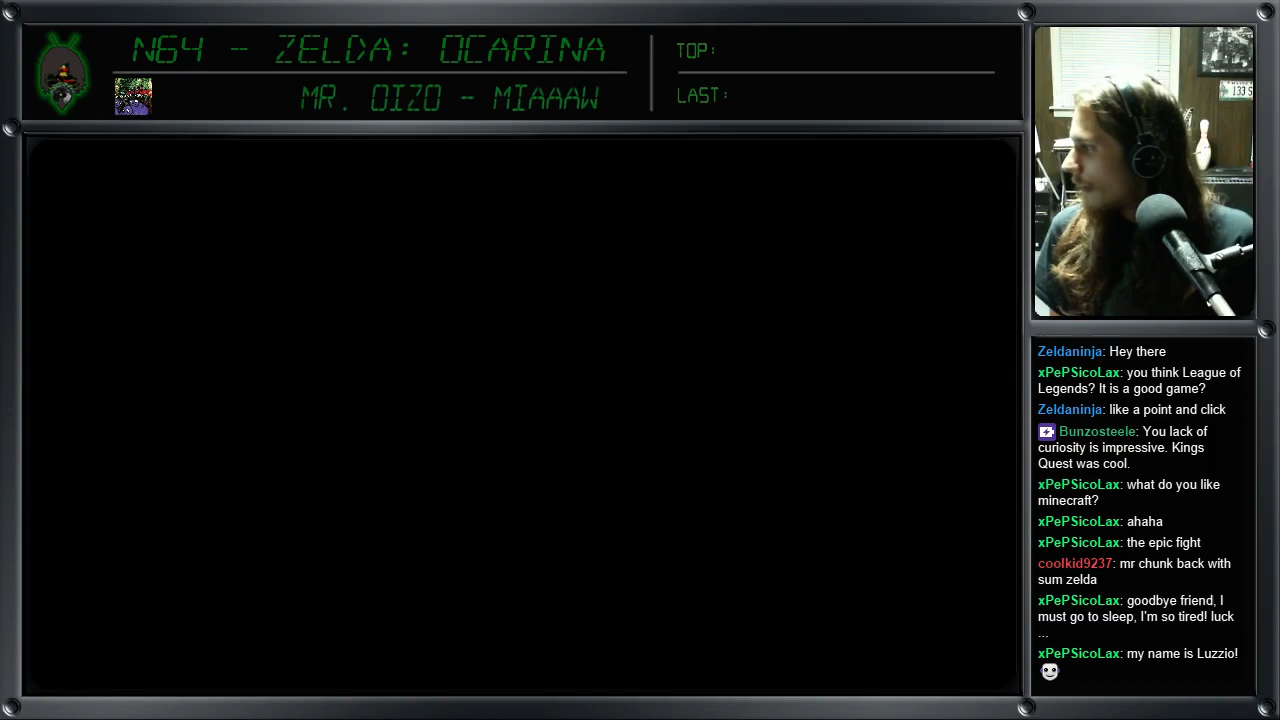 N64 - ZELDA: OCARINA
MR. OIZO - MIAAAW
TOP:
LAST:
133 S
Zeldaninja: Hey there
xPePSicoLax: you think League of
Legends? It is a good game?
Zeldaninja: like a point and click
Bunzosteele: You lack of
curiosity is impressive. Kings
Quest was cool.
xPePSicoLax: what do you like
minecraft?
xPePSicoLax: ahaha
xPePSicoLax: the epic fight
coolkid9237: mr chunk back with
sum zelda
xPePSicoLax: goodbye friend, I
must go to sleep, I'm so tired! luck
...
xPePSicoLax: my name is Luzzio!